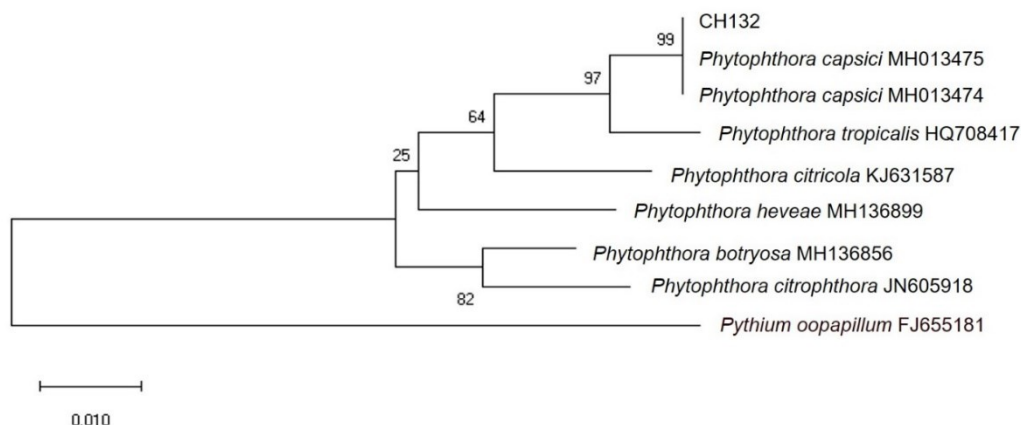 CH132
99
Phytophthora capsici MH013475
97
Phytophthora capsici MH013474
64
Phytophthora tropicalis HQ708417
25
Phytophthora citricola KJ631587
Phytophthora heveae MH136899
Phytophthora botryosa MH136856
Phytophthora citrophthora JN605918
82
Pythium oopapillum FJ655181
0.010